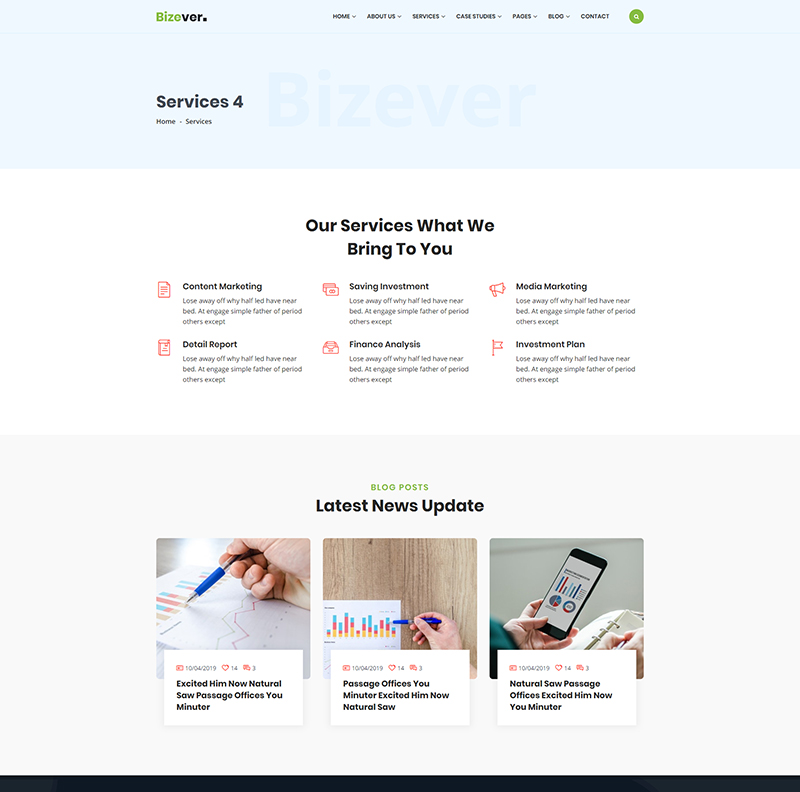 Bizever.
HOME ABOUT US SERVICES CASE STUDIES PAGES BLOG CONTACT
Bizever
Services 4
Home - Services
Our Services What We
Bring To You
Content Marketing
Lose away off why half led have near
bed. At engage simple father of period
others except
Saving Investment
Lose away off why half led have near
bed. At engage simple father of period
others except
Media Marketing
Lose away off why half led have near
bed. At engage simple father of period
others except
Detail Report
Lose away off why half led have near
bed. At engage simple father of period
others except
Finance Analysis
Lose away off why half led have near
bed. At engage simple father of period
others except
Investment Plan
Lose away off why half led have near
bed. At engage simple father of period
others except
BLOG POSTS
Latest News Update
10/04/2019 14 3
Excited Him Now Natural
Saw Passage Offices You
Minuter
10/04/2019 14 3
Passage Offices You
Minuter Excited Him Now
Natural Saw
10/04/2019 14 3
Natural Saw Passage
Offices Excited Him Now
You Minuter